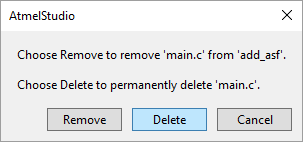 AtmelStudio
Choose Remove to remove 'main.c' from 'add_asf'.
Choose Delete to permanently delete 'main.c'.
Remove Delete Cancel